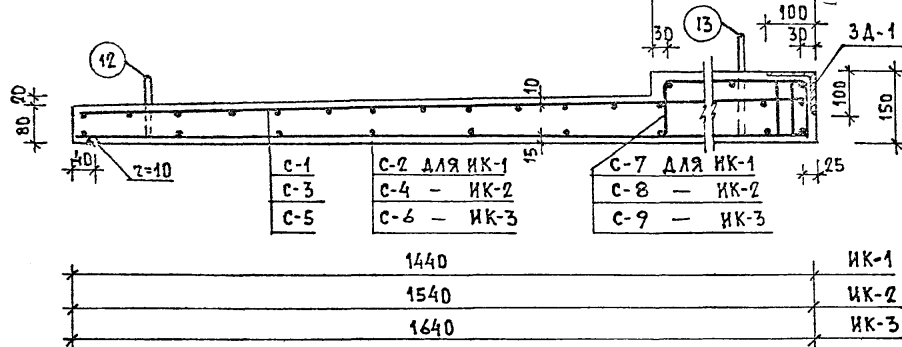 100
30
13
30
ЗД-1
12
20
10
80
100
150
40
15
25
r=10
С-1
С-3
С-5
С-2 ДЛЯ ИК-1
С-4 — ИК-2
С-6 — ИК-3
С-7 ДЛЯ ИК-1
С-8 — ИК-2
С-9 — ИК-3
1440 ИК-1
1540 ИК-2
1640 ИК-3